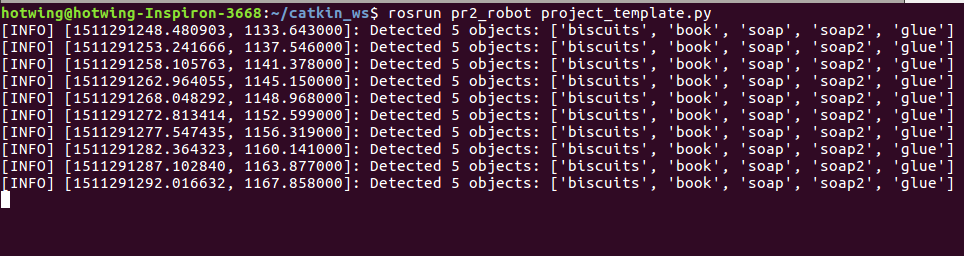 hotwing@hotwing-Inspiron-3668:~/catkin_ws$ rosrun pr2_robot project_template.py
[INFO] [1511291248.480903, 1133.643000]: Detected 5 objects: ['biscuits', 'book', 'soap', 'soap2', 'glue']
[INFO] [1511291253.241666, 1137.546000]: Detected 5 objects: ['biscuits', 'book', 'soap', 'soap2', 'glue']
[INFO] [1511291258.105763, 1141.378000]: Detected 5 objects: ['biscuits', 'book', 'soap', 'soap2', 'glue']
[INFO] [1511291262.964055, 1145.150000]: Detected 5 objects: ['biscuits', 'book', 'soap', 'soap2', 'glue']
[INFO] [1511291268.048292, 1148.968000]: Detected 5 objects: ['biscuits', 'book', 'soap', 'soap2', 'glue']
[INFO] [1511291272.813414, 1152.599000]: Detected 5 objects: ['biscuits', 'book', 'soap', 'soap2', 'glue']
[INFO] [1511291277.547435, 1156.319000]: Detected 5 objects: ['biscuits', 'book', 'soap', 'soap2', 'glue']
[INFO] [1511291282.364323, 1160.141000]: Detected 5 objects: ['biscuits', 'book', 'soap', 'soap2', 'glue']
[INFO] [1511291287.102840, 1163.877000]: Detected 5 objects: ['biscuits', 'book', 'soap', 'soap2', 'glue']
[INFO] [1511291292.016632, 1167.858000]: Detected 5 objects: ['biscuits', 'book', 'soap', 'soap2', 'glue']